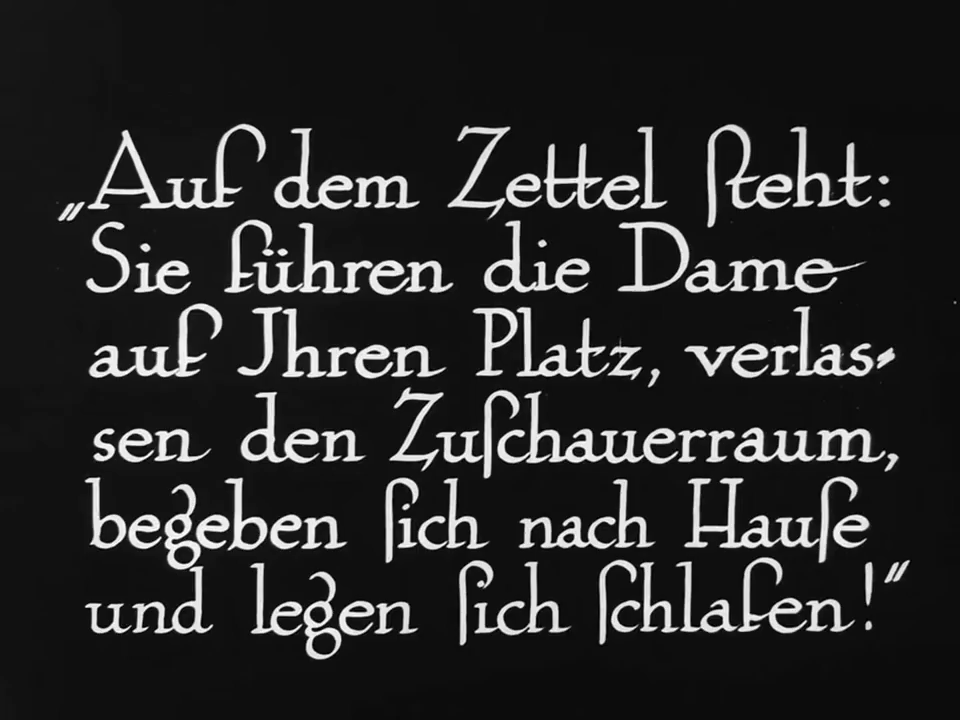 „Auf dem Zettel ſteht:
Sie führen die Dame
auf Jhren Platz, verlas-
sen den Zuſchauerraum,
begeben ſich nach Hauſe
und legen ſich ſchlafen!“